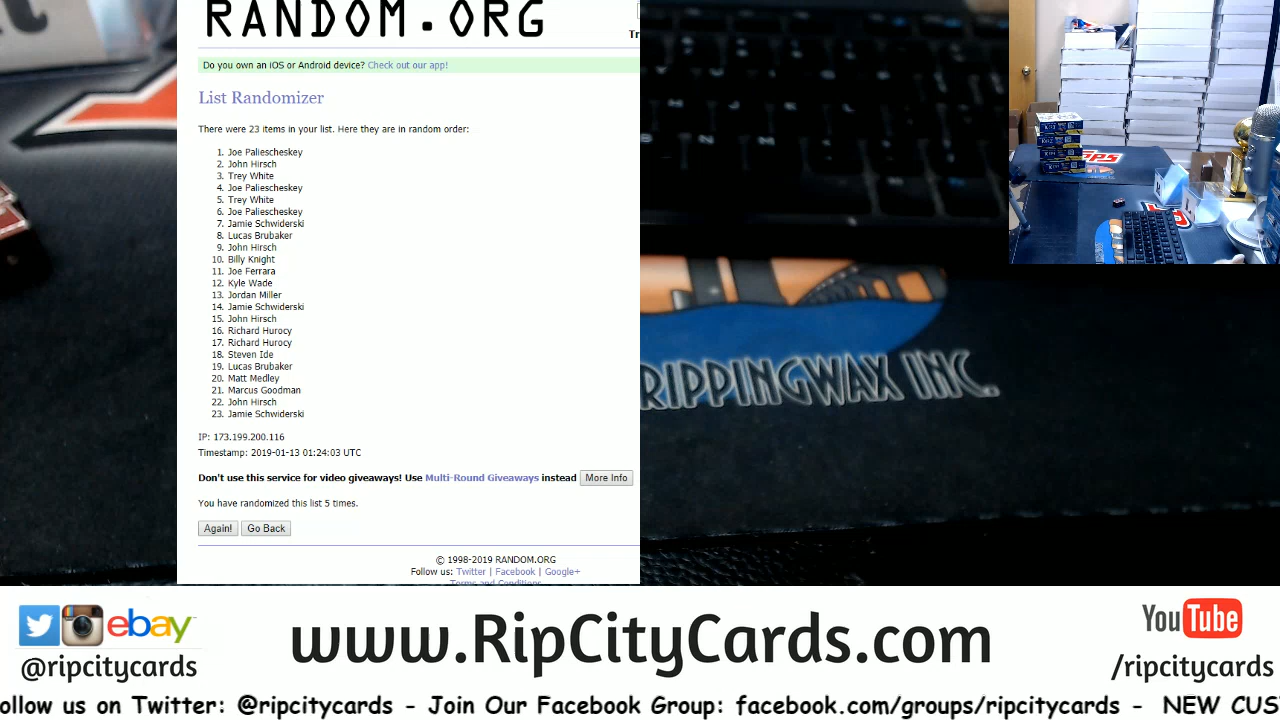 RANDOM.ORG
Do you own an iOS or Android device? Check out our app!
List Randomizer
There were 23 items in your list. Here they are in random order:
1. Joe Paliescheskey
2. John Hirsch
3. Trey White
4. Joe Paliescheskey
5. Trey White
6. Joe Paliescheskey
7. Jamie Schwiderski
8. Lucas Brubaker
9. John Hirsch
10. Billy Knight
11. Joe Ferrara
12. Kyle Wade
13. Jordan Miller
14. Jamie Schwiderski
15. John Hirsch
16. Richard Hurocy
17. Richard Hurocy
18. Steven Ide
19. Lucas Brubaker
20. Matt Medley
21. Marcus Goodman
22. John Hirsch
23. Jamie Schwiderski
IP: 173.199.200.116
Timestamp: 2019-01-13 01:24:03 UTC
Don't use this service for video giveaways! Use Multi-Round Giveaways instead More Info
You have randomized this list 5 times.
Again! Go Back
© 1998-2019 RANDOM.ORG
Follow us: Twitter | Facebook | Google+
Terms and Conditions
RIPPINGWAX INC.
ebay
@ripcitycards
www.RipCityCards.com
YouTube
/ripcitycards
ollow us on Twitter: @ripcitycards - Join Our Facebook Group: facebook.com/groups/ripcitycards - NEW CUS